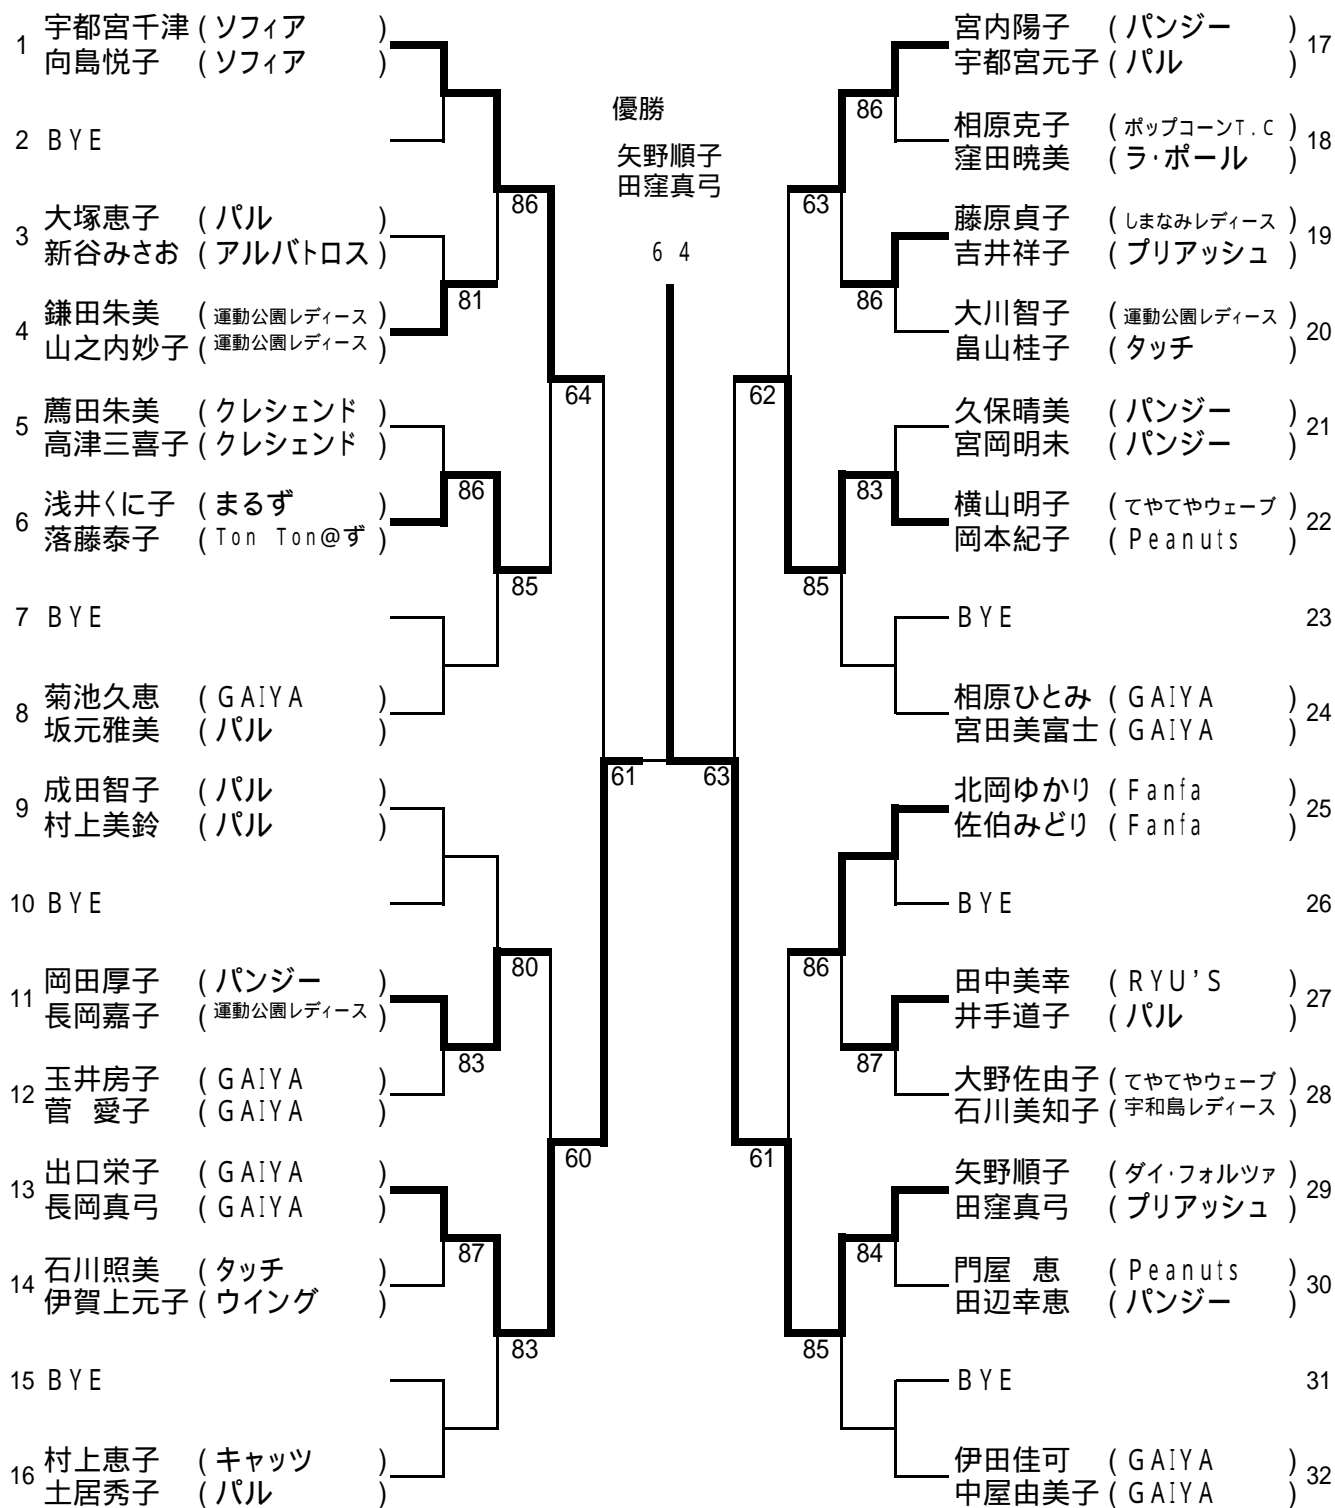 1 宇都宮千津 ( ソフィア )
向島悦子 ( ソフィア )
2 BYE
3 大塚恵子 ( パル )
新谷みさお ( アルバトロス )
4 鎌田朱美 ( 運動公園レディース )
山之内妙子 ( 運動公園レディース )
5 薦田朱美 ( クレシェンド )
高津三喜子 ( クレシェンド )
6 浅井くに子 ( まるず )
落藤泰子 ( Ton Ton@ず )
7 BYE
8 菊池久恵 ( GAIYA )
坂元雅美 ( パル )
9 成田智子 ( パル )
村上美鈴 ( パル )
10 BYE
11 岡田厚子 ( パンジー )
長岡嘉子 ( 運動公園レディース )
12 玉井房子 ( GAIYA )
菅 愛子 ( GAIYA )
13 出口栄子 ( GAIYA )
長岡真弓 ( GAIYA )
14 石川照美 ( タッチ )
伊賀上元子 ( ウイング )
15 BYE
16 村上恵子 ( キャッツ )
土居秀子 ( パル )
86
81
64
86
85
61
80
83
60
87
83
優勝
矢野順子
田窪真弓
6 4
86
63
86
62
83
85
63
86
87
61
84
85
宮内陽子 ( パンジー ) 17
宇都宮元子 ( パル )
相原克子 ( ポップコーンT.C ) 18
窪田暁美 ( ラ・ポール )
藤原貞子 ( しまなみレディース ) 19
吉井祥子 ( プリアッシュ )
大川智子 ( 運動公園レディース ) 20
畠山桂子 ( タッチ )
久保晴美 ( パンジー ) 21
宮岡明未 ( パンジー )
横山明子 ( てやてやウェーブ ) 22
岡本紀子 ( Peanuts )
BYE 23
相原ひとみ ( GAIYA ) 24
宮田美富士 ( GAIYA )
北岡ゆかり ( Fanfa ) 25
佐伯みどり ( Fanfa )
BYE 26
田中美幸 ( RYU'S ) 27
井手道子 ( パル )
大野佐由子 ( てやてやウェーブ ) 28
石川美知子 ( 宇和島レディース )
矢野順子 ( ダイ・フォルツァ ) 29
田窪真弓 ( プリアッシュ )
門屋 恵 ( Peanuts ) 30
田辺幸恵 ( パンジー )
BYE 31
伊田佳可 ( GAIYA ) 32
中屋由美子 ( GAIYA )